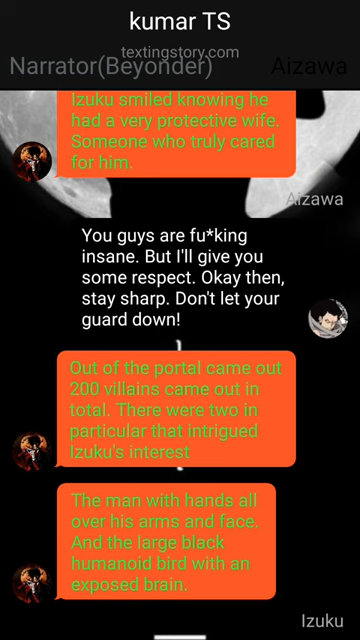 kumar TS
textingstory.com
Narrator(Beyonder)
Aizawa
Izuku smiled knowing he
had a very protective wife.
Someone who truly cared
for him.
Aizawa
You guys are fu*king
insane. But I'll give you
some respect. Okay then,
stay sharp. Don't let your
guard down!
Out of the portal came out
200 villains came out in
total. There were two in
particular that intrigued
Izuku's interest
The man with hands all
over his arms and face.
And the large black
humanoid bird with an
exposed brain.
Izuku